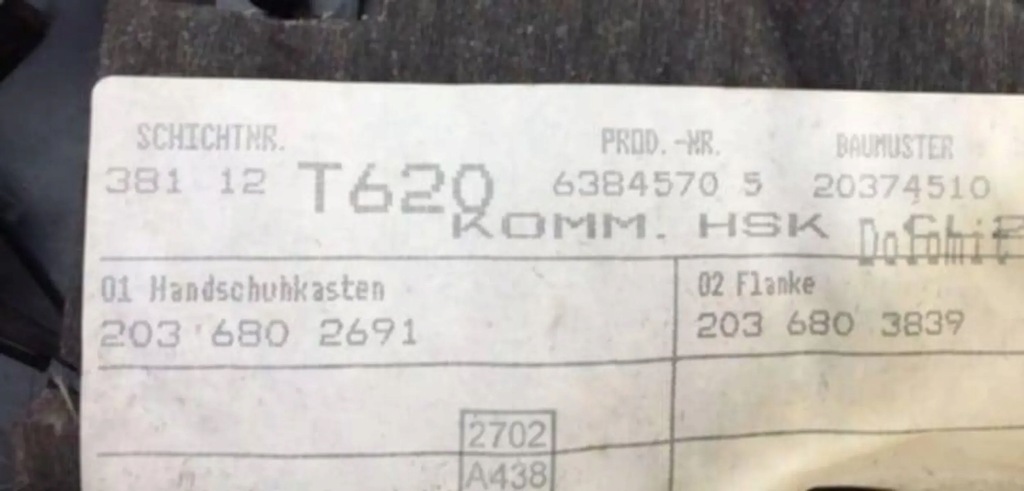 SCHICHTNR. PROD.-NR. BAUMUSTER
381 12 T620 6384570 5 20374510
KOMM. HSK
01 Handschuhkasten 02 Flanke
203 680 2691 203 680 3839
2702
A438